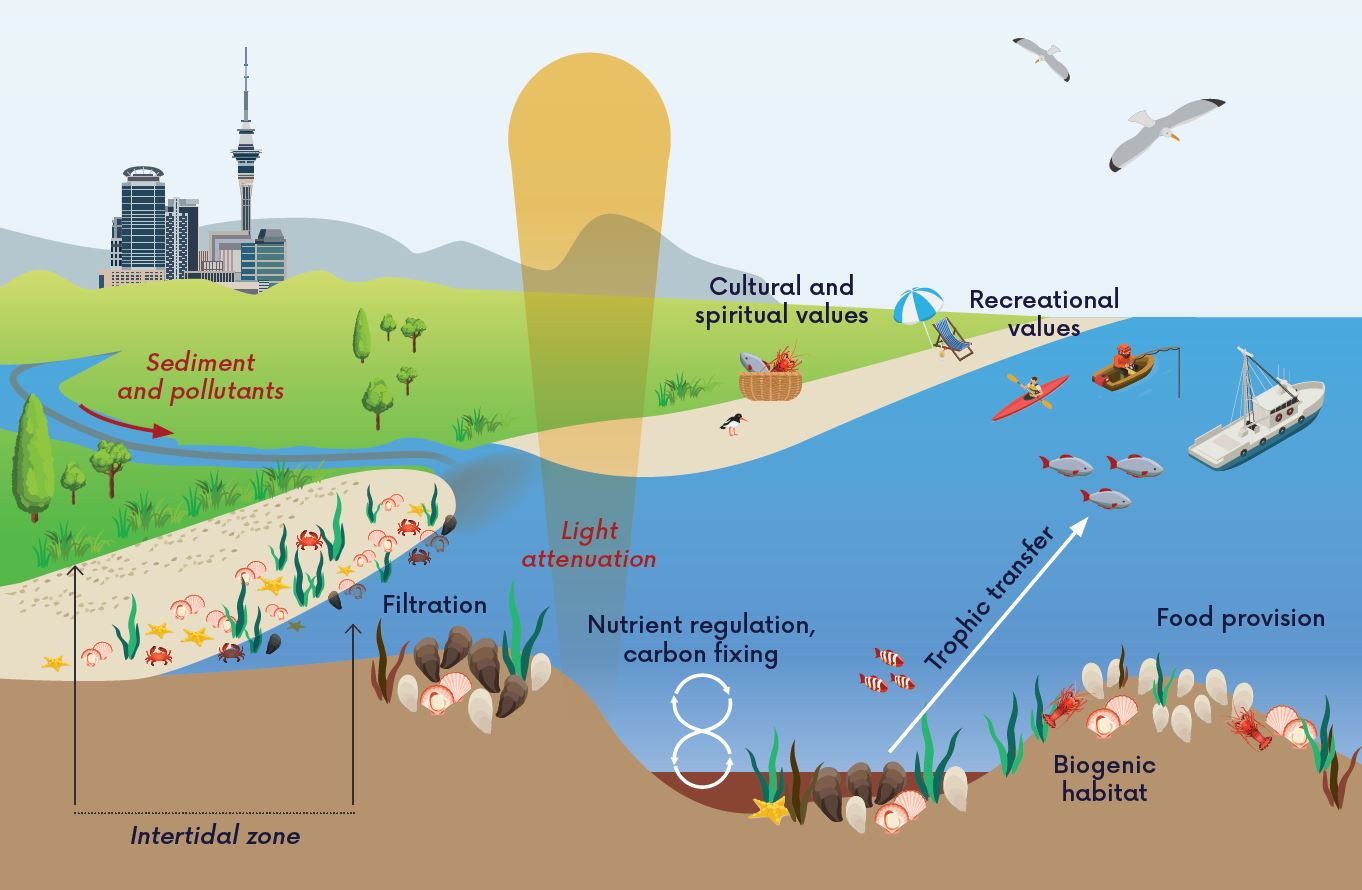 Cultural and
spiritual values
Recreational
values
Sediment
and pollutants
Light
attenuation
Filtration
Nutrient regulation,
carbon fixing
Trophic transfer
Food provision
Biogenic
habitat
Intertidal zone